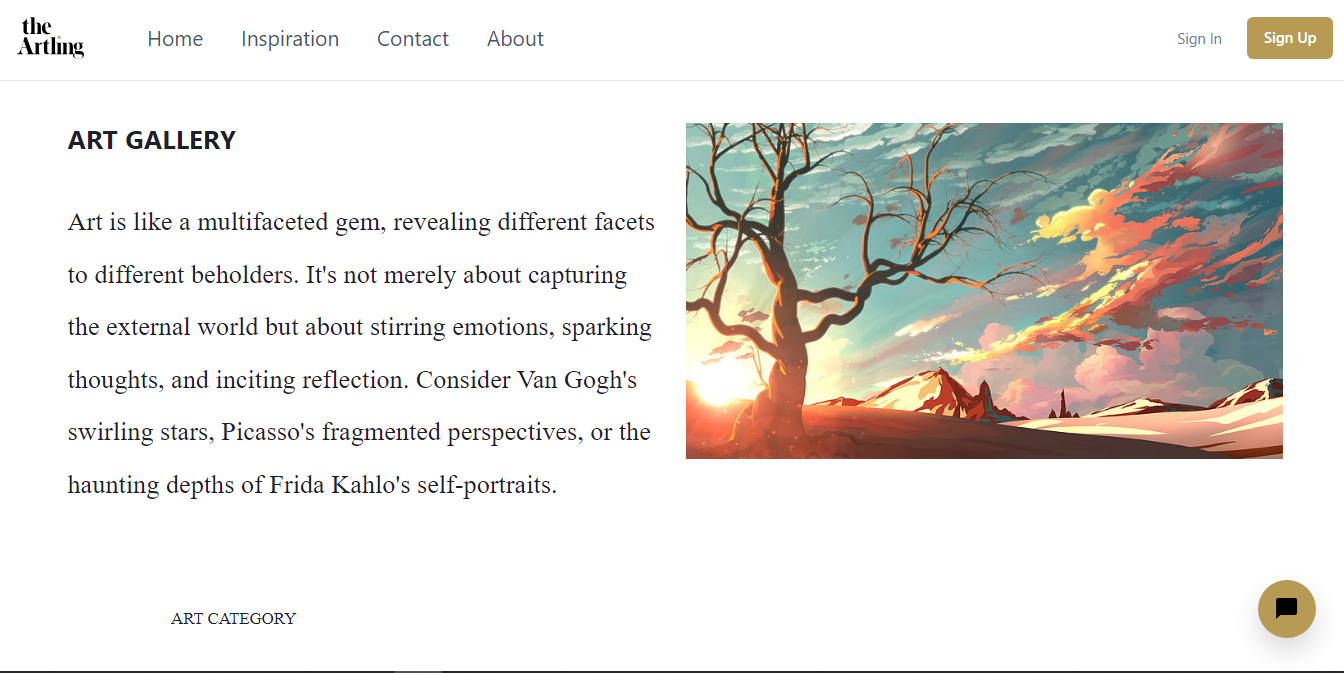 the
Artling
Home Inspiration Contact About Sign In Sign Up
ART GALLERY
Art is like a multifaceted gem, revealing different facets
to different beholders. It's not merely about capturing
the external world but about stirring emotions, sparking
thoughts, and inciting reflection. Consider Van Gogh's
swirling stars, Picasso's fragmented perspectives, or the
haunting depths of Frida Kahlo's self-portraits.
ART CATEGORY